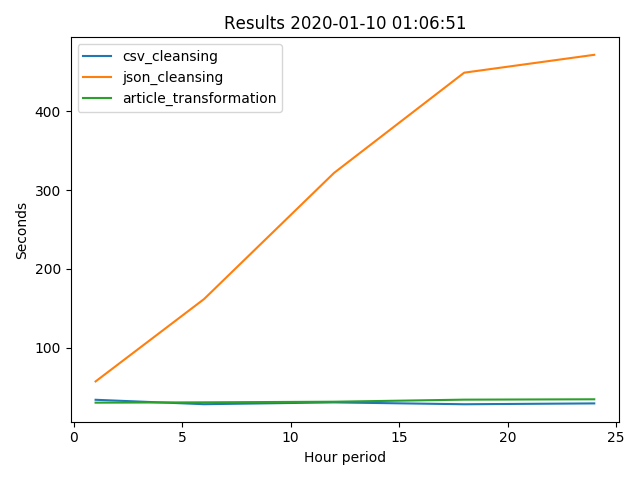 Results 2020-01-10 01:06:51
csv_cleansing
json_cleansing
article_transformation
Seconds
400
300
200
100
0 5 10 15 20 25
Hour period